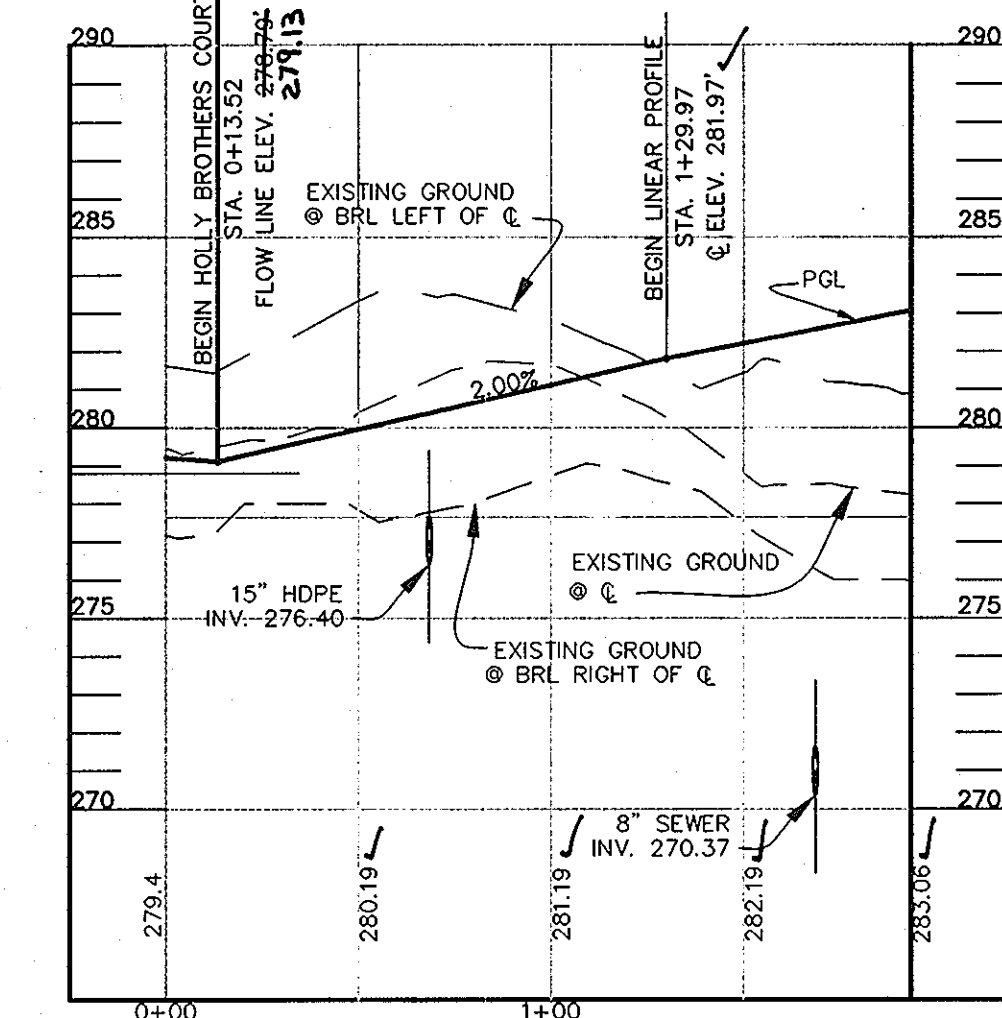 290
290
BEGIN HOLLY BROTHERS COURT
STA. 0+13.52
FLOW LINE ELEV. 278.79'
279.13
BEGIN LINEAR PROFILE
STA. 1+29.97
℄ ELEV. 281.97' ✓
EXISTING GROUND
@ BRL LEFT OF ℄
285
285
PGL
2.00%
280
280
15" HDPE
INV. 276.40
EXISTING GROUND
@ ℄
275
275
EXISTING GROUND
@ BRL RIGHT OF ℄
270
270
8" SEWER
INV. 270.37
279.4
280.19 ✓
281.19 ✓
282.19 ✓
283.06 ✓
0+00
1+00